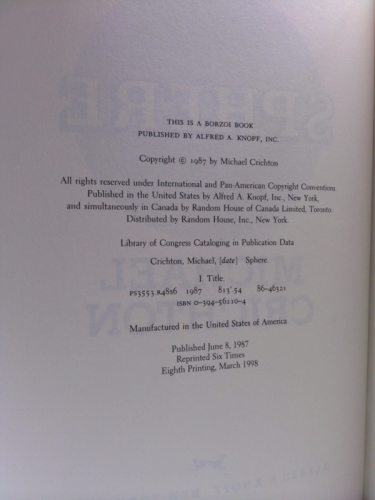 THIS IS A BORZOI BOOK
PUBLISHED BY ALFRED A. KNOPF, INC.
Copyright © 1987 by Michael Crichton
All rights reserved under International and Pan-American Copyright Conventions.
Published in the United States by Alfred A. Knopf, Inc., New York,
and simultaneously in Canada by Random House of Canada Limited, Toronto.
Distributed by Random House, Inc., New York.
Library of Congress Cataloging in Publication Data
Crichton, Michael, [date] Sphere.
I. Title.
PS3553.R48S6 1987 813'.54 86-46321
ISBN 0-394-56110-4
Manufactured in the United States of America
Published June 8, 1987
Reprinted Six Times
Eighth Printing, March 1998
SPHERE
MICHAEL
CRICHTON